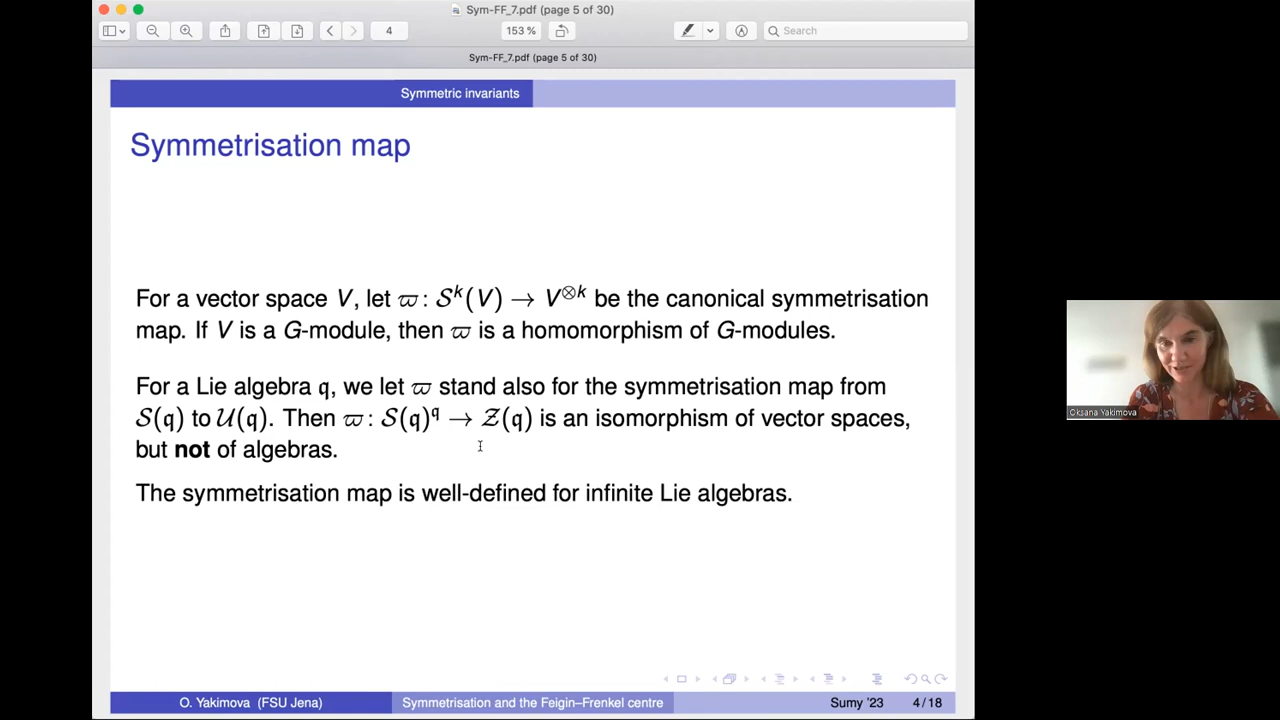 Sym-FF_7.pdf (page 5 of 30)
4
153 %
Search
Sym-FF_7.pdf (page 5 of 30)
Symmetric invariants
Symmetrisation map
For a vector space V, let ϖ: 𝒮ᵏ(V) → V^{⊗k} be the canonical symmetrisation
map. If V is a G-module, then ϖ is a homomorphism of G-modules.
For a Lie algebra 𝔮, we let ϖ stand also for the symmetrisation map from
𝒮(𝔮) to 𝒰(𝔮). Then ϖ: 𝒮(𝔮)^𝔮 → 𝒵(𝔮) is an isomorphism of vector spaces,
but not of algebras.
The symmetrisation map is well-defined for infinite Lie algebras.
Oksana Yakimova
O. Yakimova (FSU Jena) Symmetrisation and the Feigin–Frenkel centre Sumy '23 4 / 18